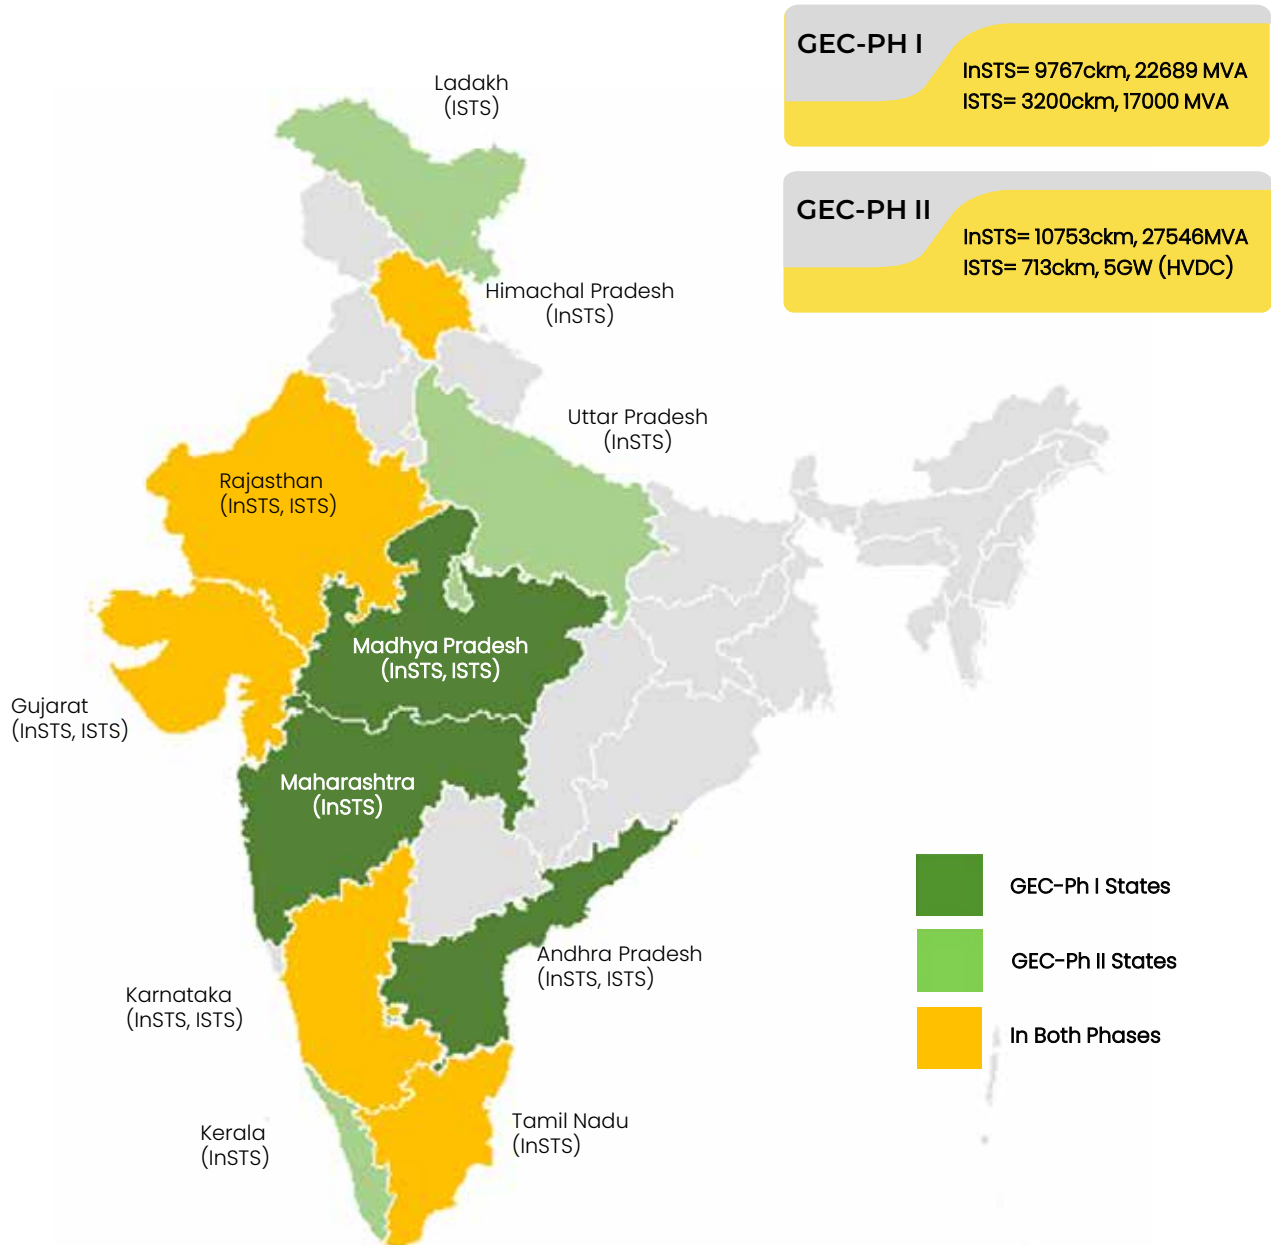 GEC-PH I
InSTS= 9767ckm, 22689 MVA
ISTS= 3200ckm, 17000 MVA
GEC-PH II
InSTS= 10753ckm, 27546MVA
ISTS= 713ckm, 5GW (HVDC)
Ladakh
(ISTS)
Himachal Pradesh
(InSTS)
Uttar Pradesh
(InSTS)
Rajasthan
(InSTS, ISTS)
Madhya Pradesh
(InSTS, ISTS)
Gujarat
(InSTS, ISTS)
Maharashtra
(InSTS)
Andhra Pradesh
(InSTS, ISTS)
Karnataka
(InSTS, ISTS)
Kerala
(InSTS)
Tamil Nadu
(InSTS)
GEC-Ph I States
GEC-Ph II States
In Both Phases